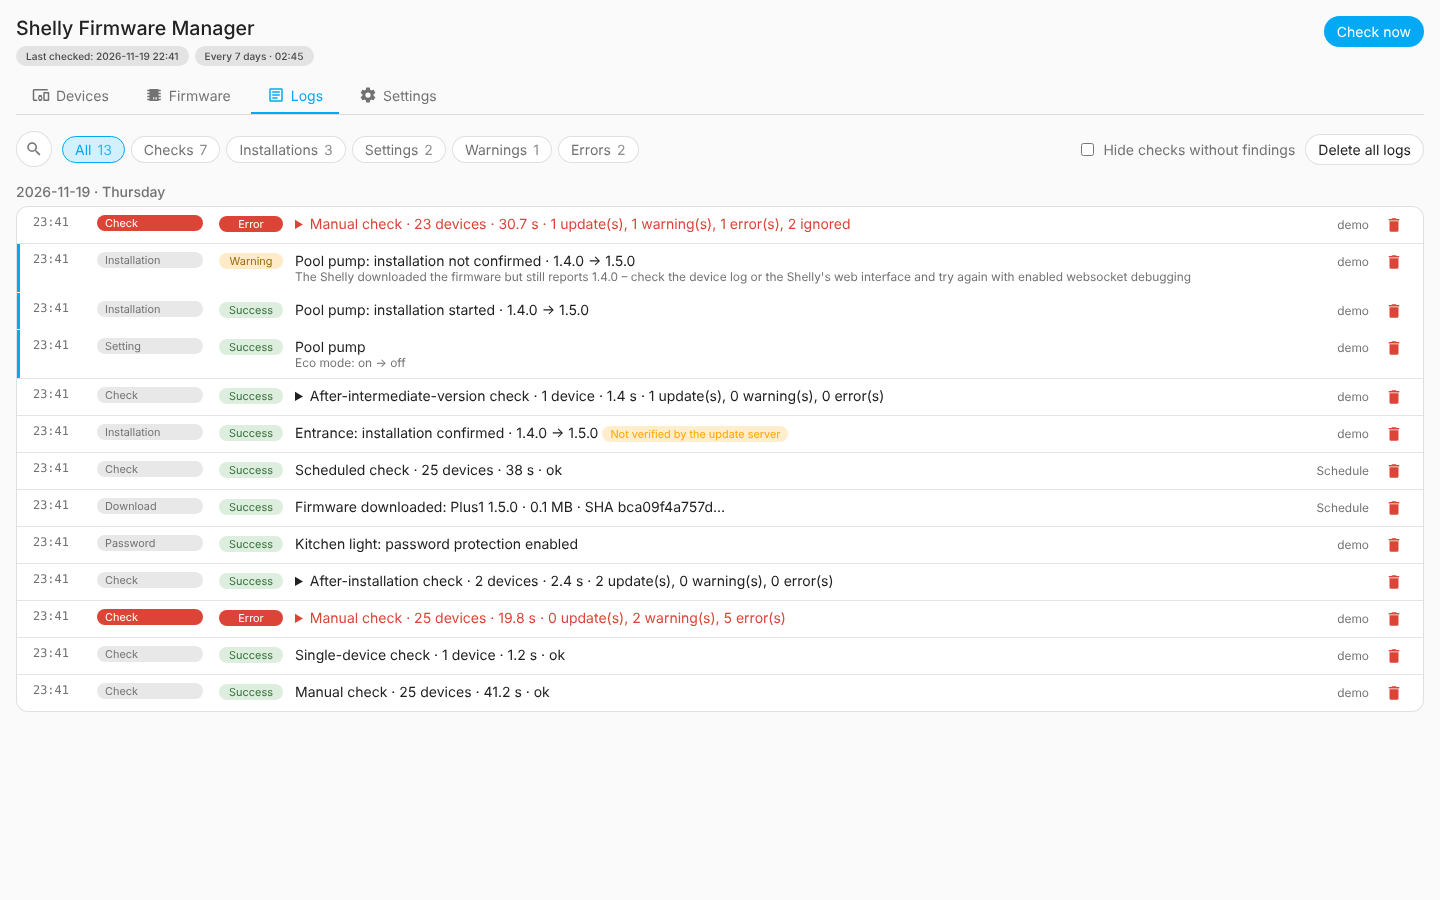 Shelly Firmware Manager
Check now
Last checked: 2026-11-19 22:41 Every 7 days · 02:45
Devices Firmware Logs Settings
All 13 Checks 7 Installations 3 Settings 2 Warnings 1 Errors 2 Hide checks without findings Delete all logs
2026-11-19 · Thursday
23:41 Check Error ▶ Manual check · 23 devices · 30.7 s · 1 update(s), 1 warning(s), 1 error(s), 2 ignored demo
23:41 Installation Warning Pool pump: installation not confirmed · 1.4.0 → 1.5.0 demo
The Shelly downloaded the firmware but still reports 1.4.0 – check the device log or the Shelly's web interface and try again with enabled websocket debugging
23:41 Installation Success Pool pump: installation started · 1.4.0 → 1.5.0 demo
23:41 Setting Success Pool pump demo
Eco mode: on → off
23:41 Check Success ▶ After-intermediate-version check · 1 device · 1.4 s · 1 update(s), 0 warning(s), 0 error(s) demo
23:41 Installation Success Entrance: installation confirmed · 1.4.0 → 1.5.0 Not verified by the update server demo
23:41 Check Success Scheduled check · 25 devices · 38 s · ok Schedule
23:41 Download Success Firmware downloaded: Plus1 1.5.0 · 0.1 MB · SHA bca09f4a757d… Schedule
23:41 Password Success Kitchen light: password protection enabled demo
23:41 Check Success ▶ After-installation check · 2 devices · 2.4 s · 2 update(s), 0 warning(s), 0 error(s)
23:41 Check Error ▶ Manual check · 25 devices · 19.8 s · 0 update(s), 2 warning(s), 5 error(s) demo
23:41 Check Success Single-device check · 1 device · 1.2 s · ok demo
23:41 Check Success Manual check · 25 devices · 41.2 s · ok demo